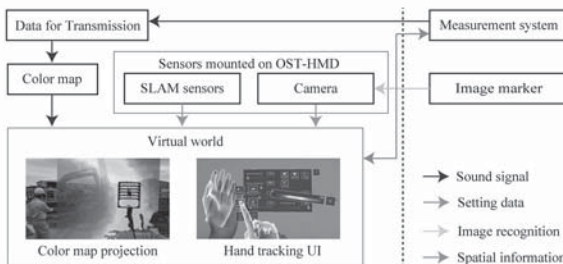 Data for Transmission
Measurement system
Sensors mounted on OST-HMD
Color map
SLAM sensors
Camera
Image marker
Virtual world
Color map projection
Hand tracking UI
Sound signal
Setting data
Image recognition
Spatial information